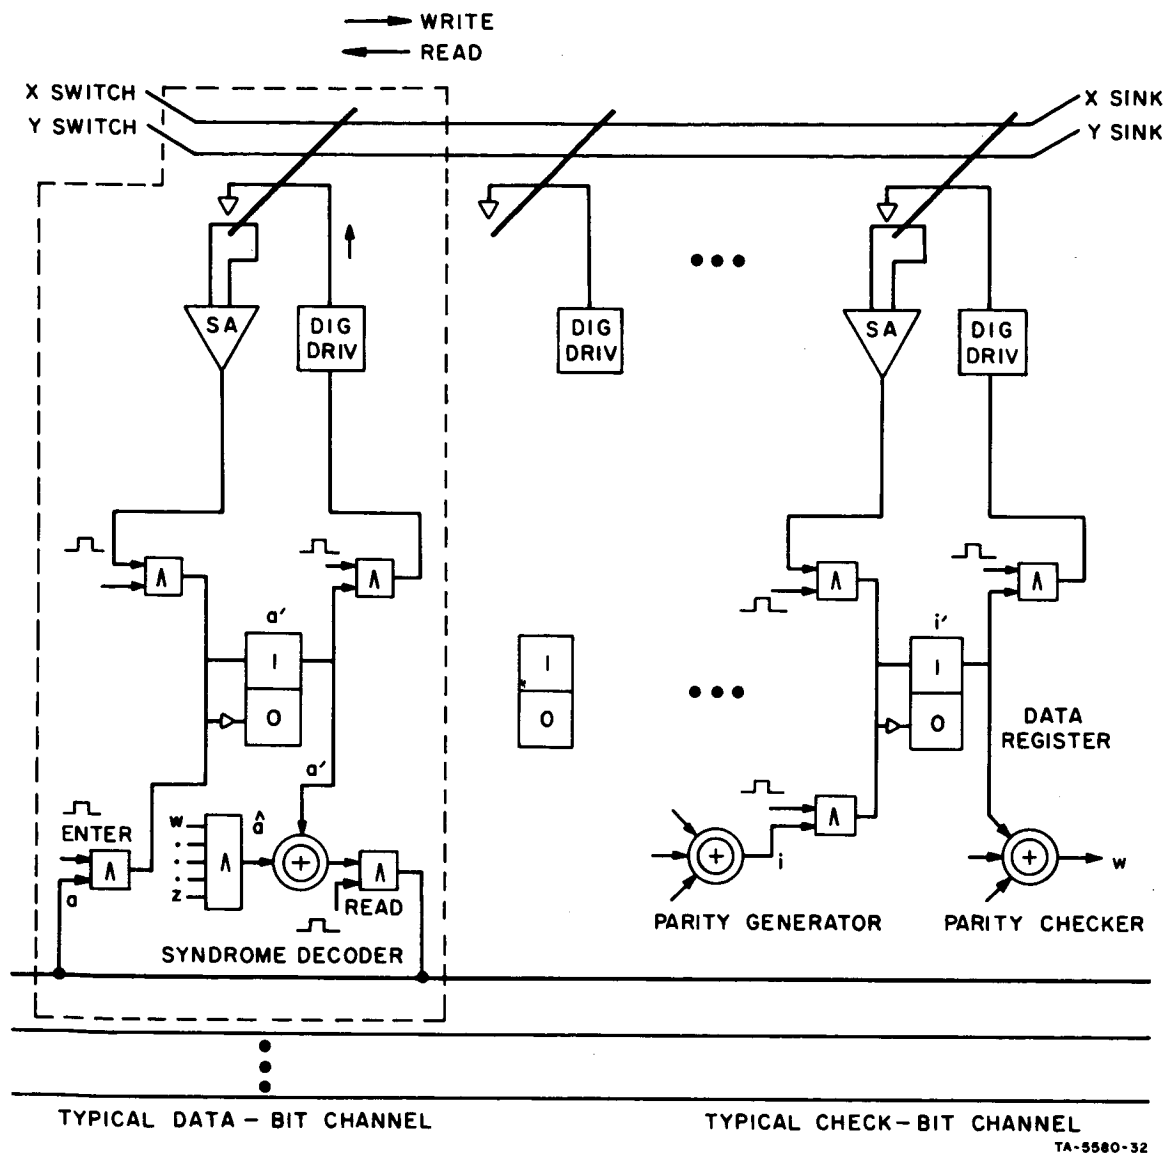 WRITE
READ
X SWITCH
X SINK
Y SWITCH
Y SINK
SA
DIG
DRIV
DIG
DRIV
SA
DIG
DRIV
Λ
Λ
Λ
Λ
a'
i'
1
0
1
0
1
0
DATA
REGISTER
a'
ENTER
w
z
â
Λ
a
Λ
+
Λ
READ
SYNDROME DECODER
+
i
Λ
+
w
PARITY GENERATOR
PARITY CHECKER
TYPICAL DATA – BIT CHANNEL
TYPICAL CHECK – BIT CHANNEL
TA-5580-32